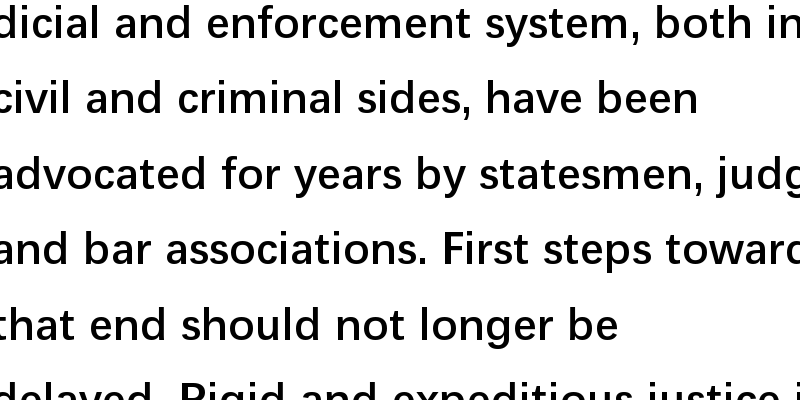 dicial and enforcement system, both in
civil and criminal sides, have been
advocated for years by statesmen, judg
and bar associations. First steps toward
that end should not longer be
delayed. Rigid and expeditious justice i